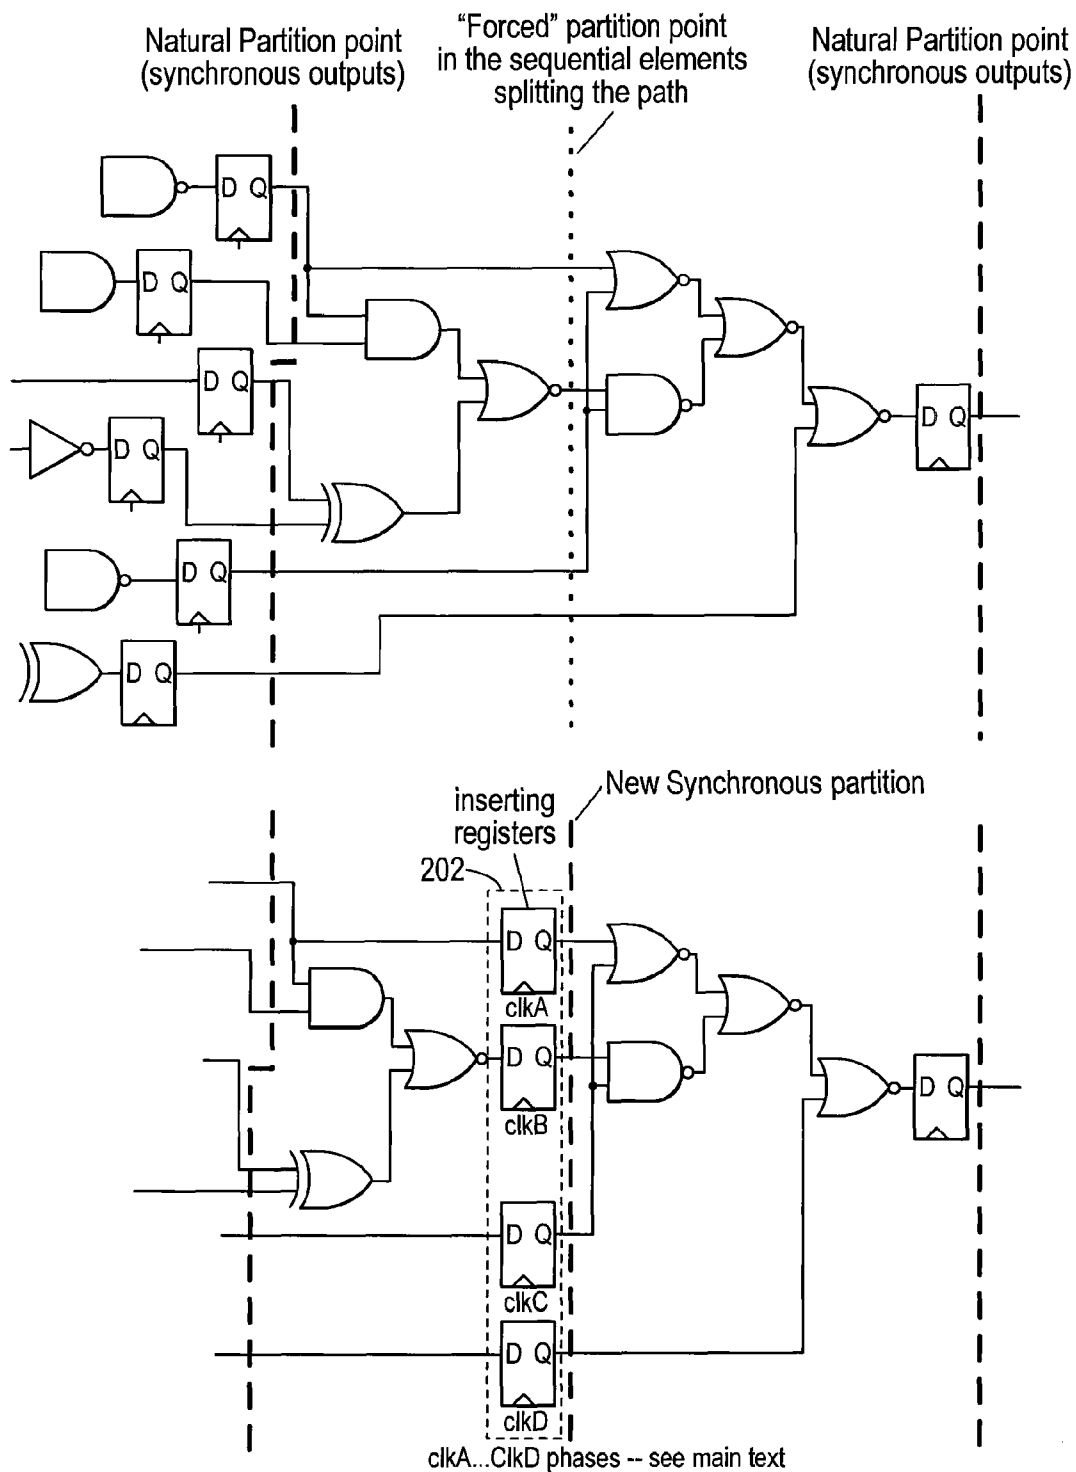 Natural Partition point
(synchronous outputs)
“Forced” partition point
in the sequential elements
splitting the path
Natural Partition point
(synchronous outputs)
D Q
D Q
D Q
D Q
D Q
D Q
D Q
New Synchronous partition
inserting
registers
202
D Q
clkA
D Q
clkB
D Q
D Q
clkC
D Q
clkD
clkA...ClkD phases -- see main text